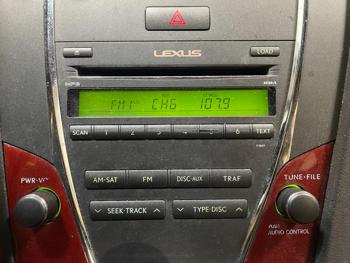 LEXUS
LOAD
FM1 CH6 107.9
SCAN 1 2 3 4 5 6 TEXT
AM·SAT FM DISC·AUX TRAF
SEEK·TRACK TYPE·DISC
PWR·VOL TUNE·FILE
AUDIO CONTROL